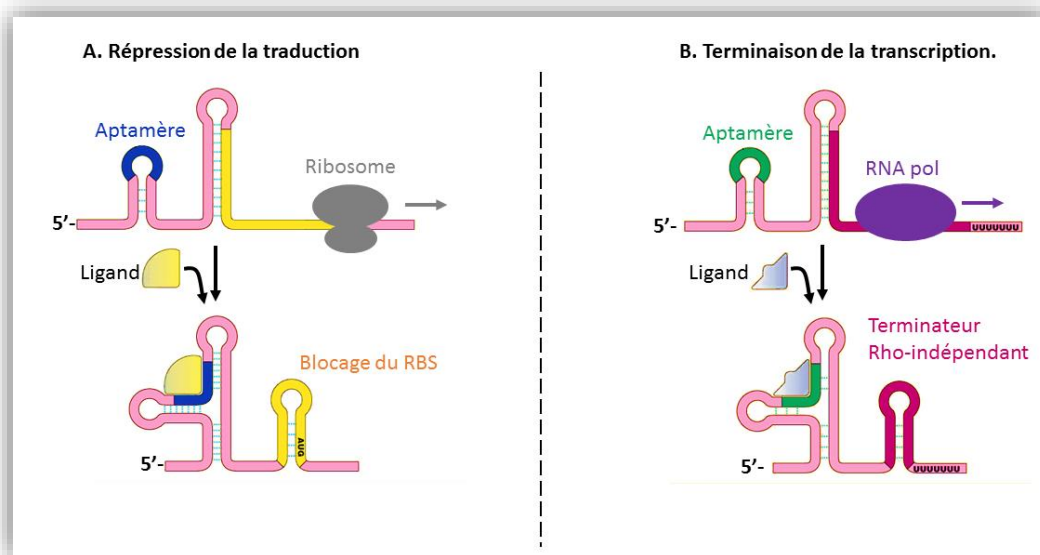 A. Répression de la traduction
Aptamère
Ribosome
5'-
Ligand
Blocage du RBS
AUG
5'-
B. Terminaison de la transcription.
Aptamère
RNA pol
5'-
UUUUUUU
Ligand
Terminateur
Rho-indépendant
5'-
UUUUUUU